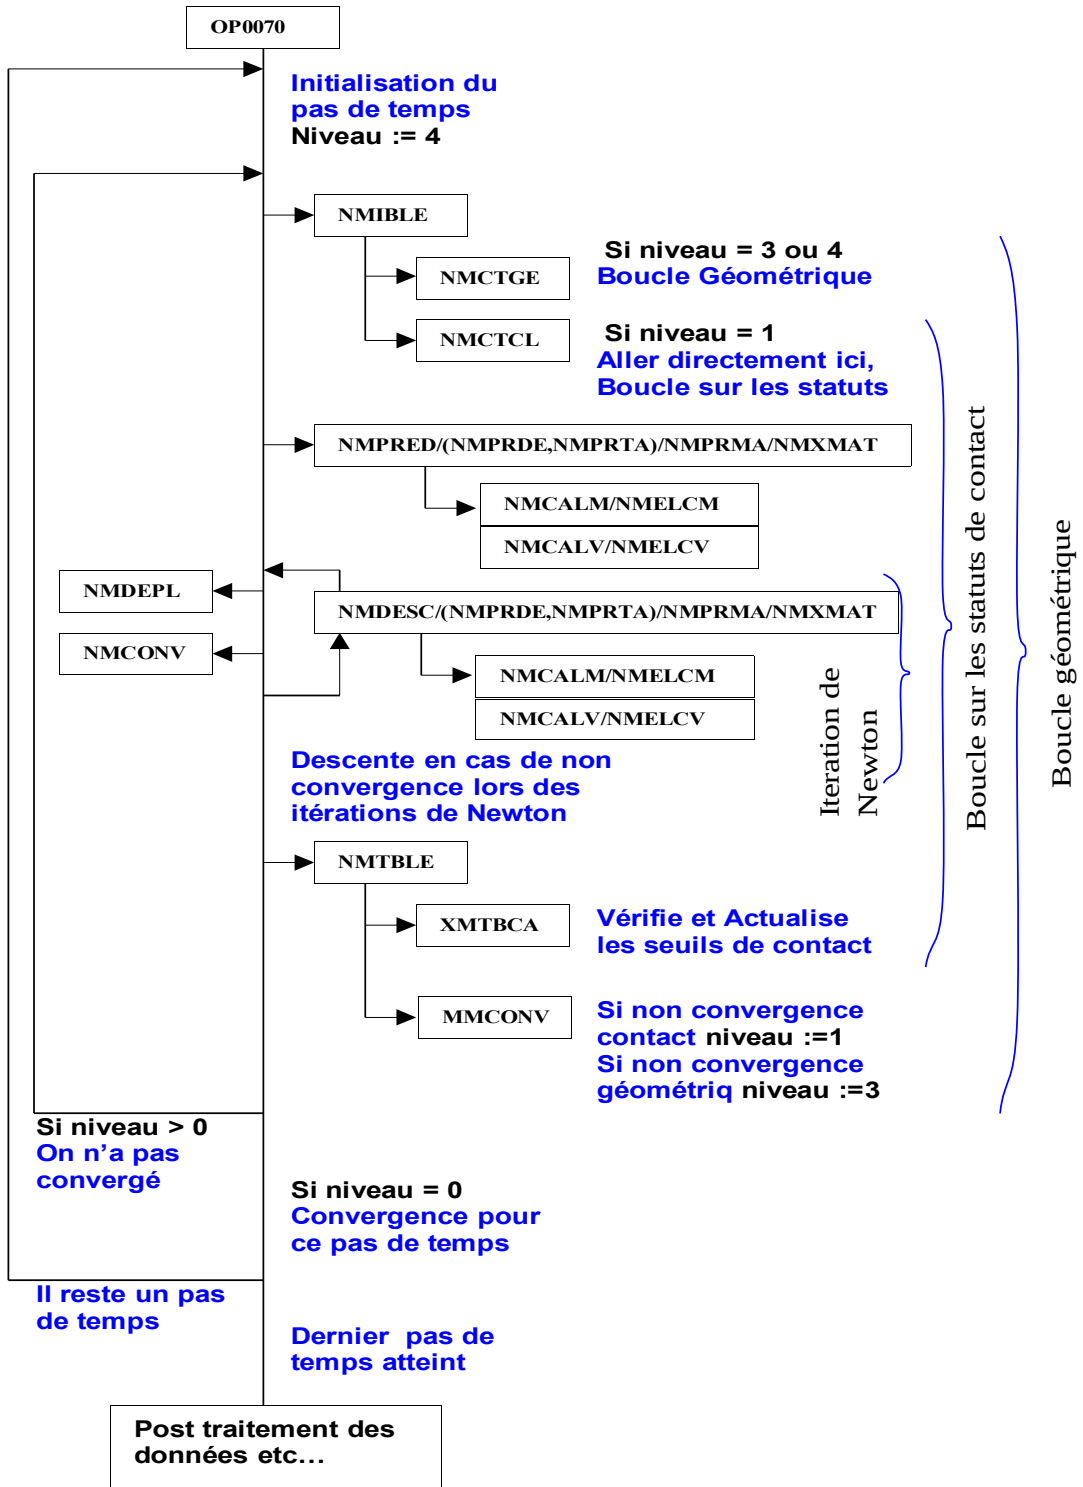 OP0070
Initialisation du
pas de temps
Niveau := 4
NMIBLE
Si niveau = 3 ou 4
NMCTGE
Boucle Géométrique
Si niveau = 1
NMCTCL
Aller directement ici,
Boucle sur les statuts
NMPRED/(NMPRDE,NMPRTA)/NMPRMA/NMXMAT
NMCALM/NMELCM
NMCALV/NMELCV
NMDEPL
NMDESC/(NMPRDE,NMPRTA)/NMPRMA/NMXMAT
NMCONV
NMCALM/NMELCM
NMCALV/NMELCV
Iteration de
Newton
Boucle sur les statuts de contact
Boucle géométrique
Descente en cas de non
convergence lors des
itérations de Newton
NMTBLE
XMTBCA
Vérifie et Actualise
les seuils de contact
MMCONV
Si non convergence
contact niveau :=1
Si non convergence
géométriq niveau :=3
Si niveau > 0
On n’a pas
convergé
Si niveau = 0
Convergence pour
ce pas de temps
Il reste un pas
de temps
Dernier pas de
temps atteint
Post traitement des
données etc…